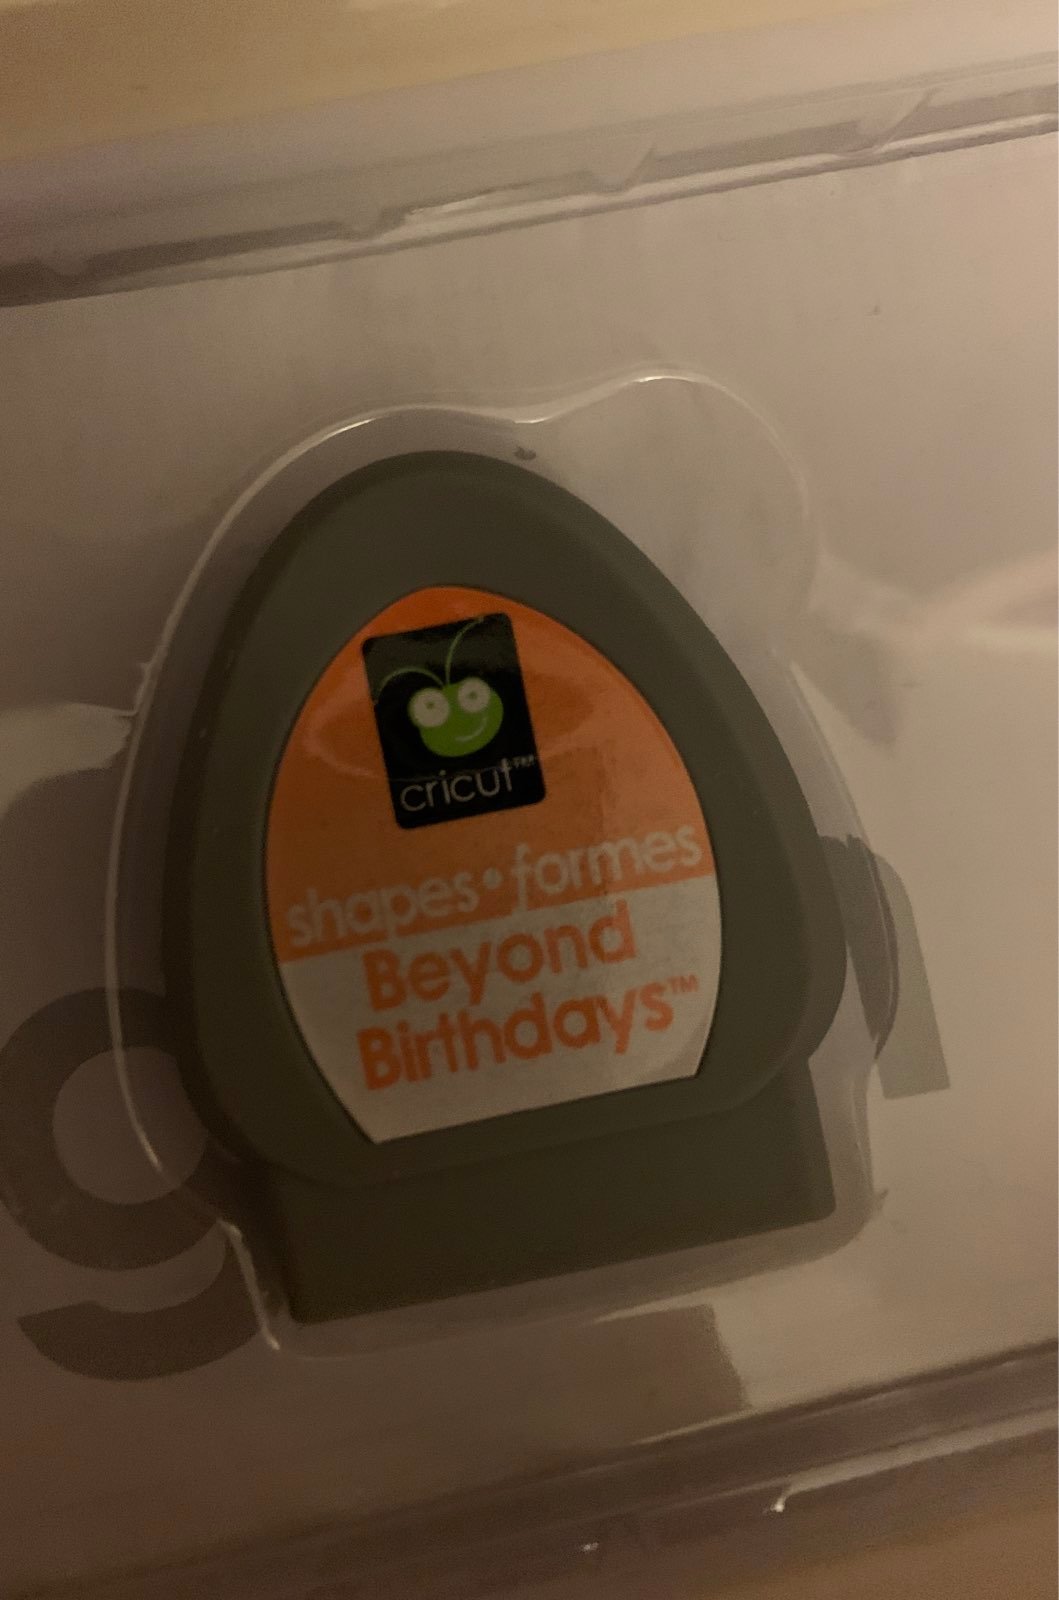 cricut™
shapes•formes
Beyond
Birthdays™